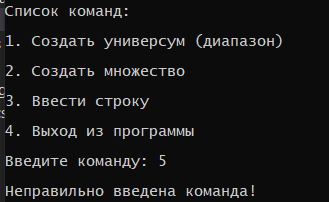 Список команд:
1. Создать универсум (диапазон)
2. Создать множество
3. Ввести строку
4. Выход из программы
Введите команду: 5
Неправильно введена команда!